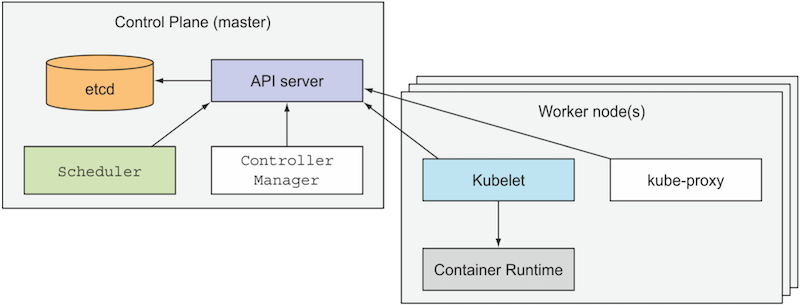 Control Plane (master)
etcd
API server
Scheduler
Controller
Manager
Worker node(s)
Kubelet
kube-proxy
Container Runtime